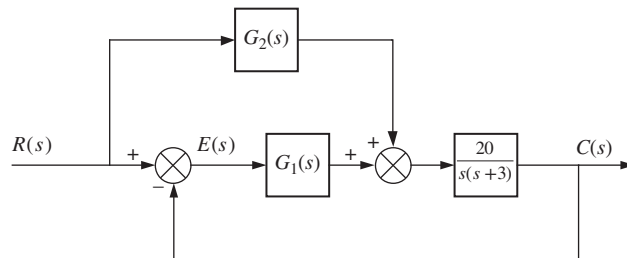 G₂(s)
R(s)
+
−
E(s)
G₁(s)
+
+
20
s(s+3)
C(s)